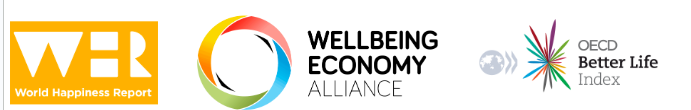 WHR
World Happiness Report
WELLBEING
ECONOMY
ALLIANCE
OECD
Better Life
Index